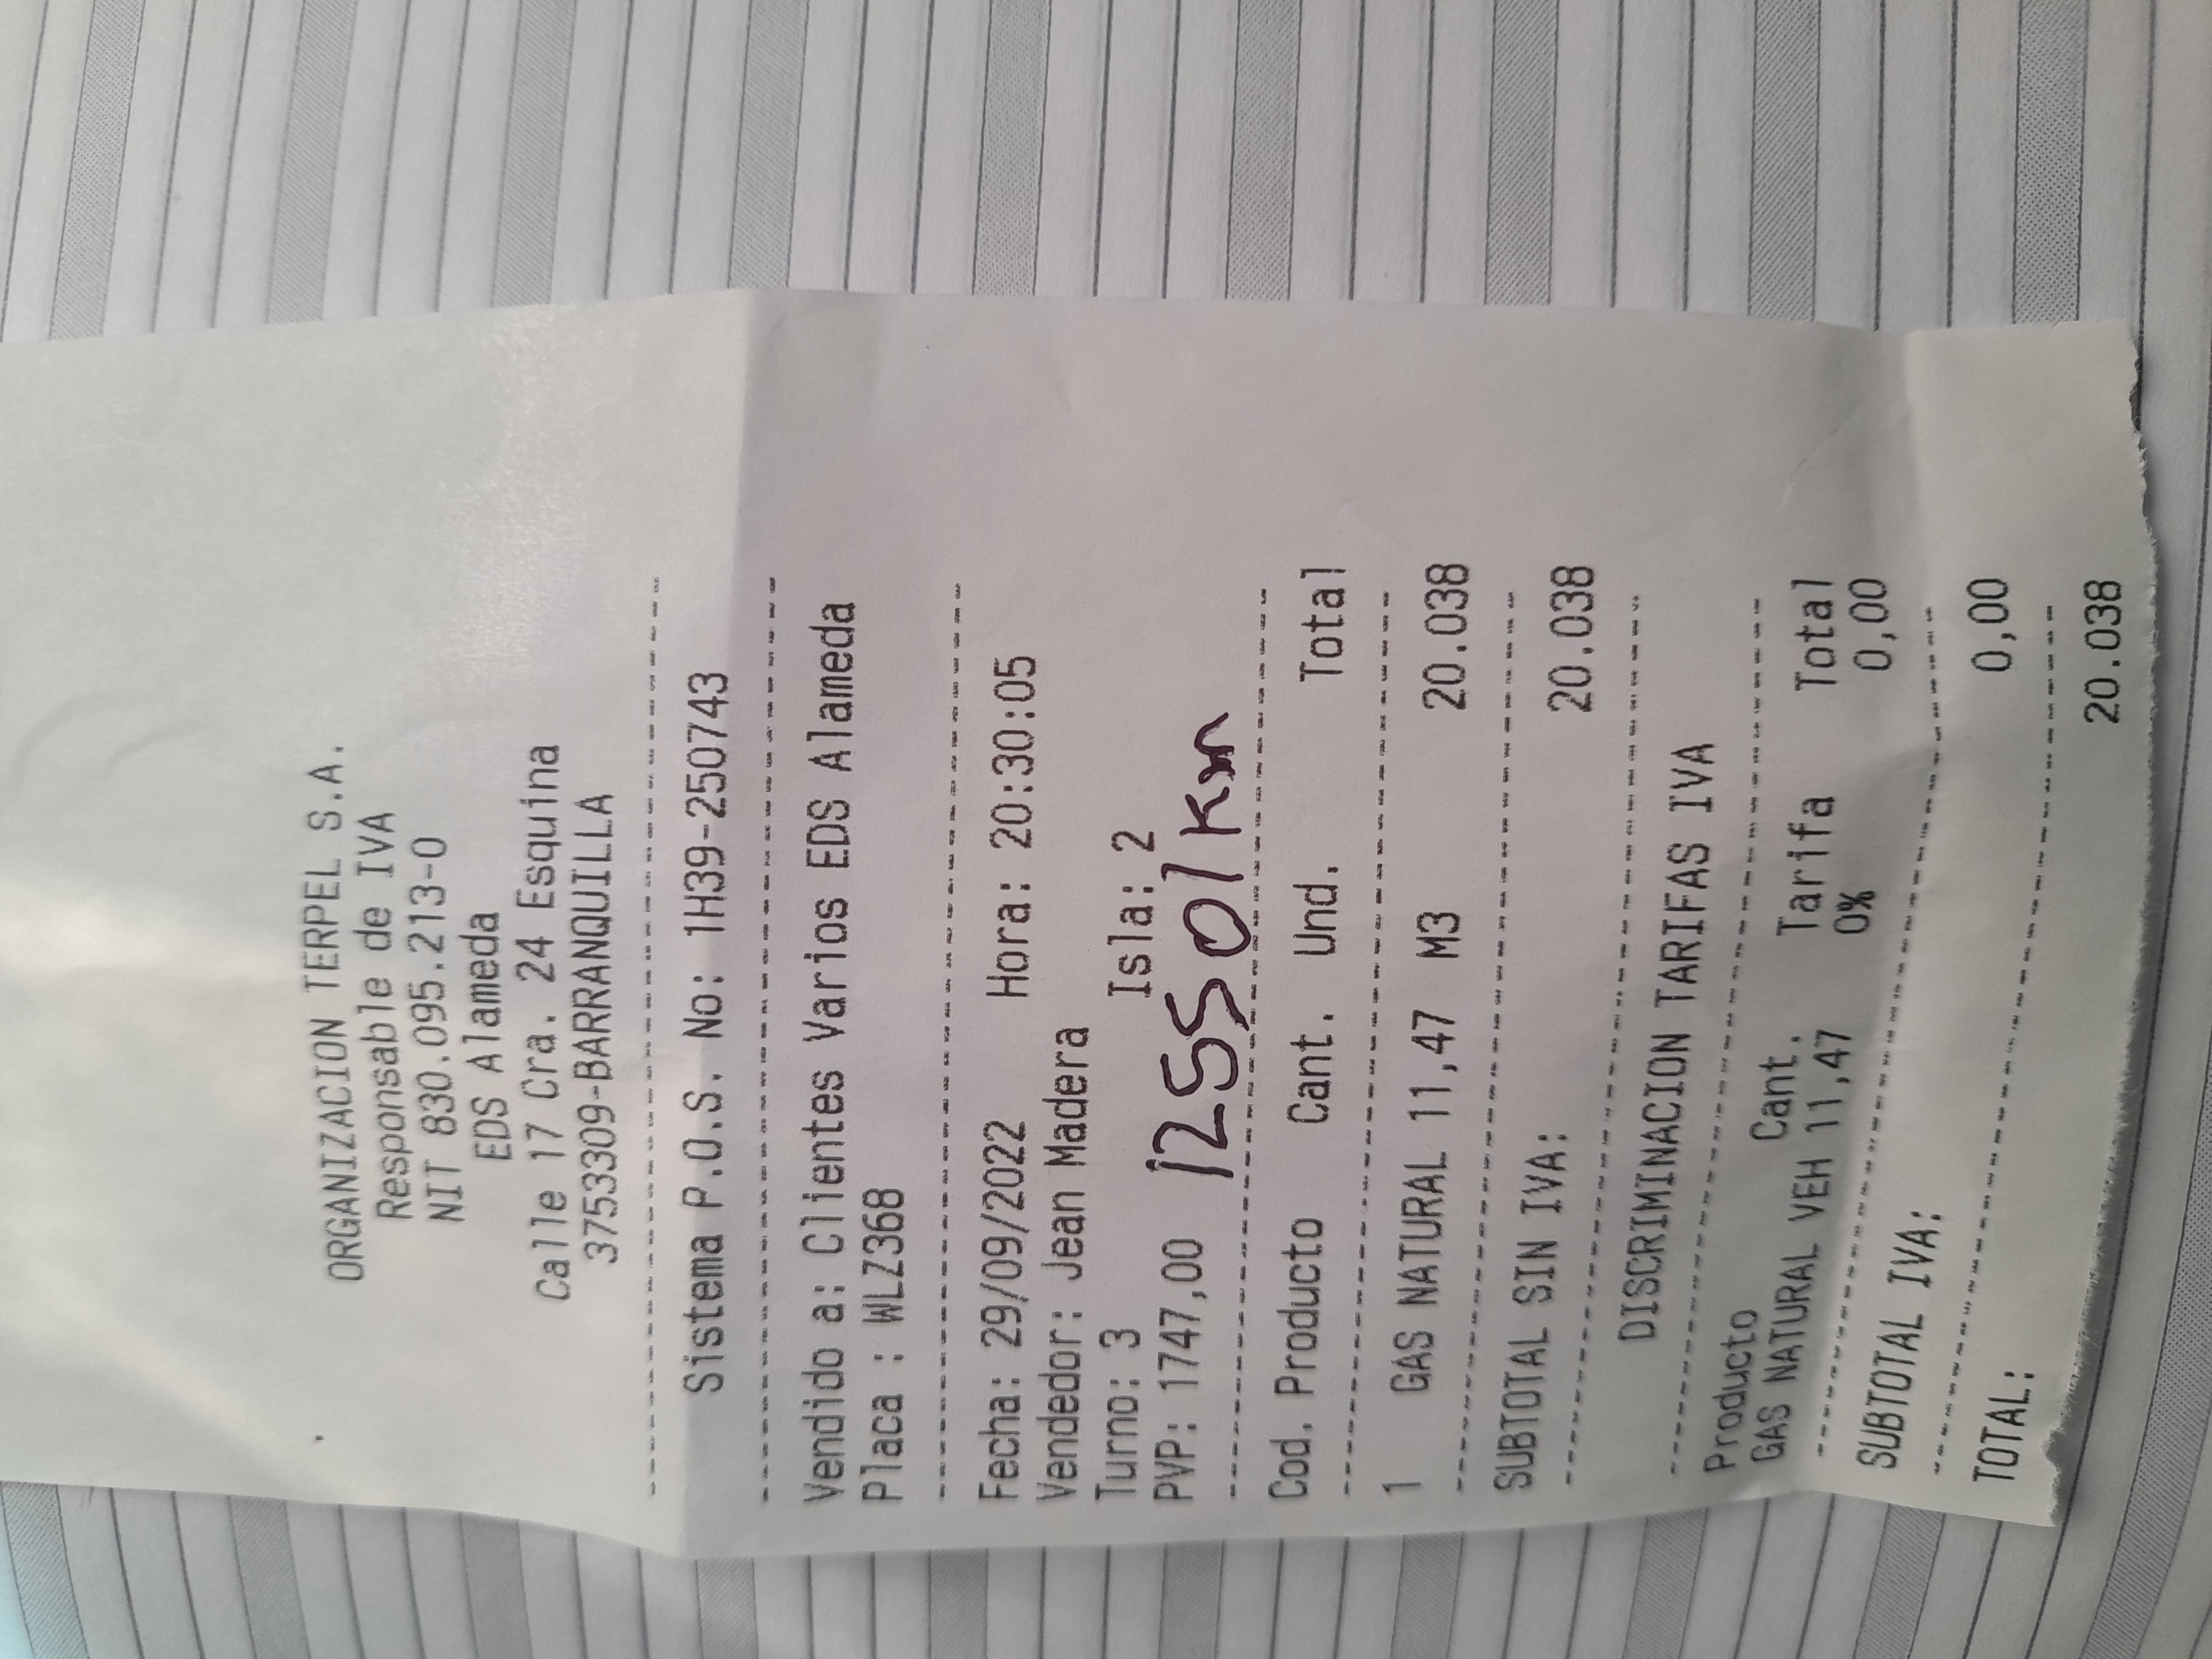 ORGANIZACION TERPEL S.A.
Responsable de IVA
NIT 830.095.213-0
EDS Alameda
Calle 17 Cra. 24 Esquina
3753309-BARRANQUILLA
Sistema P.O.S. No: 1H39-250743
Vendido a: Clientes Varios EDS Alameda
Placa : WLZ368
Fecha: 29/09/2022 Hora: 20:30:05
Vendedor: Jean Madera
Turno: 3 Isla: 2
PVP: 1747,00 125501 Km
Cod. Producto Cant. Und. Total
1 GAS NATURAL 11,47 M3 20.038
SUBTOTAL SIN IVA: 20.038
DISCRIMINACION TARIFAS IVA
Producto Cant. Tarifa Total
GAS NATURAL VEH 11,47 0% 0,00
SUBTOTAL IVA: 0,00
TOTAL: 20.038